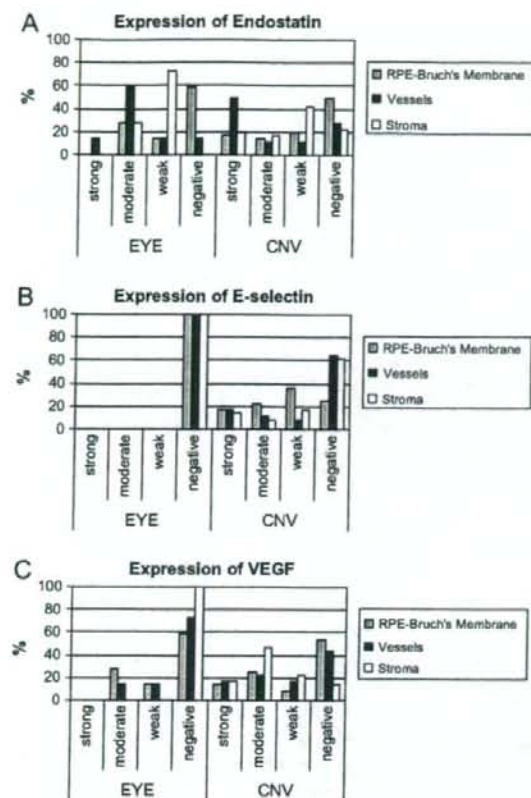 A
Expression of Endostatin
100
80
60
40
20
0
%
strong
moderate
weak
negative
strong
moderate
weak
negative
EYE
CNV
RPE-Bruch's Membrane
Vessels
Stroma
B
Expression of E-selectin
100
80
60
40
20
0
%
strong
moderate
weak
negative
strong
moderate
weak
negative
EYE
CNV
RPE-Bruch's Membrane
Vessels
Stroma
C
Expression of VEGF
100
80
60
40
20
0
%
strong
moderate
weak
negative
strong
moderate
weak
negative
EYE
CNV
RPE-Bruch's Membrane
Vessels
Stroma